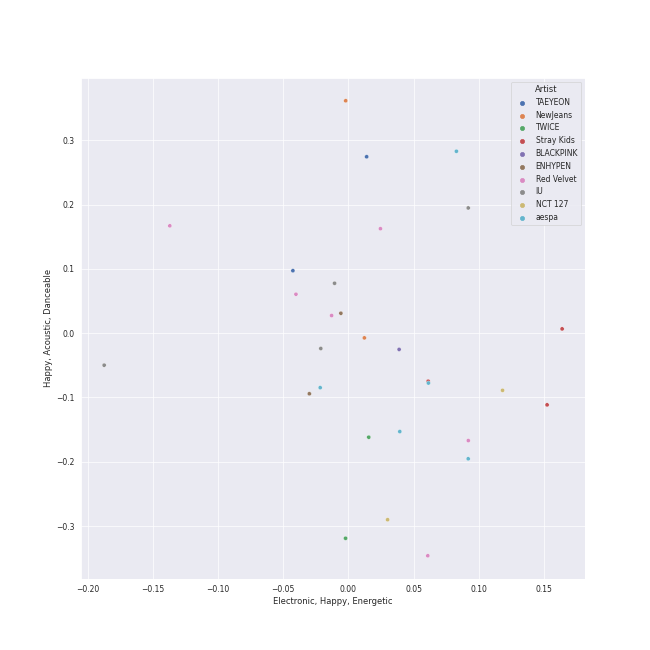 Artist
TAEYEON
NewJeans
TWICE
Stray Kids
BLACKPINK
ENHYPEN
Red Velvet
IU
NCT 127
aespa
Happy, Acoustic, Danceable
0.3
0.2
0.1
0.0
−0.1
−0.2
−0.3
−0.20 −0.15 −0.10 −0.05 0.00 0.05 0.10 0.15
Electronic, Happy, Energetic